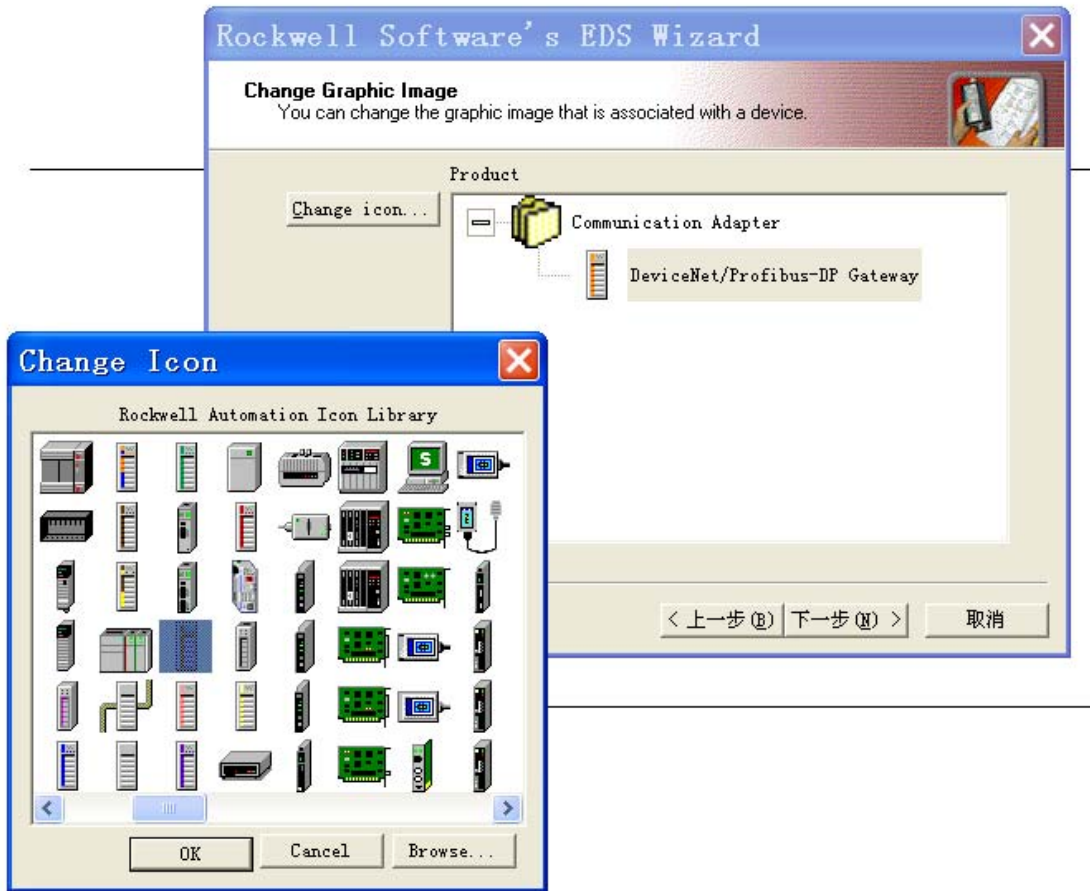 Rockwell Software's EDS Wizard
Change Graphic Image
You can change the graphic image that is associated with a device.
Product
Change icon...
Communication Adapter
DeviceNet/Profibus-DP Gateway
< 上一步(B) 下一步(N) > 取消
Change Icon
Rockwell Automation Icon Library
S
OK Cancel Browse...